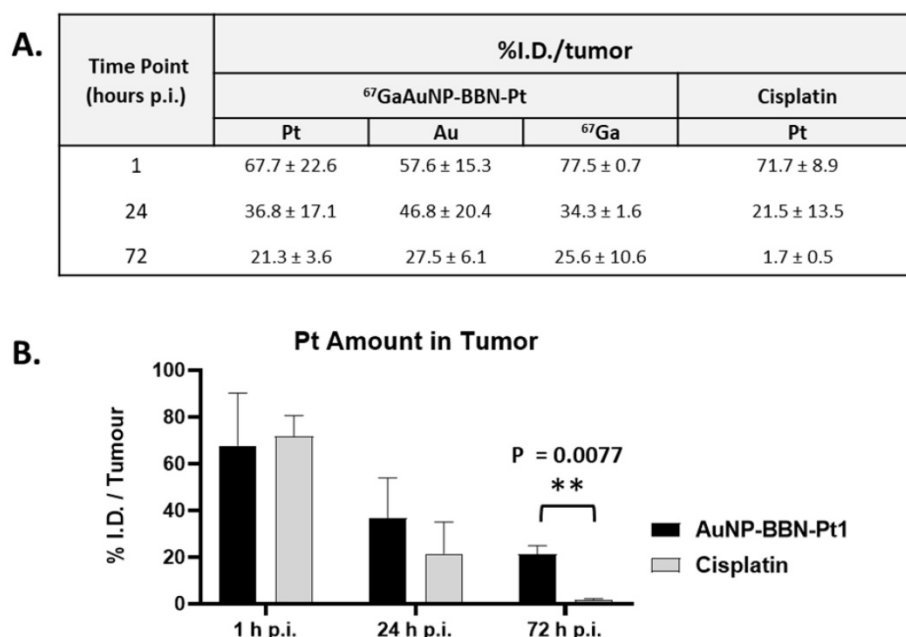 A.
Time Point
(hours p.i.)
%I.D./tumor
⁶⁷GaAuNP-BBN-Pt
Cisplatin
Pt
Au
⁶⁷Ga
Pt
1
67.7 ± 22.6
57.6 ± 15.3
77.5 ± 0.7
71.7 ± 8.9
24
36.8 ± 17.1
46.8 ± 20.4
34.3 ± 1.6
21.5 ± 13.5
72
21.3 ± 3.6
27.5 ± 6.1
25.6 ± 10.6
1.7 ± 0.5
B.
Pt Amount in Tumor
% I.D. / Tumour
100
80
60
40
20
0
P = 0.0077
**
AuNP-BBN-Pt1
Cisplatin
1 h p.i.
24 h p.i.
72 h p.i.